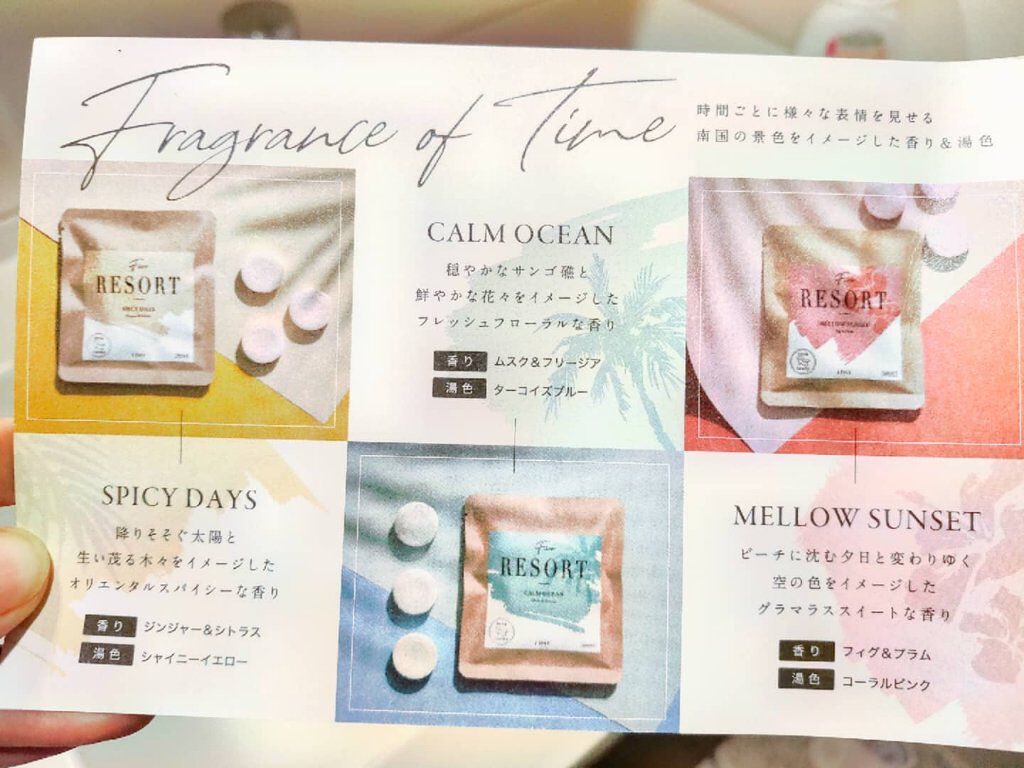 Fragrance of Time
時間ごとに様々な表情を見せる
南国の景色をイメージした香り&湯色
RESORT
SPICY DAYS
SPICY DAYS
降りそそぐ太陽と
生い茂る木々をイメージした
オリエンタルスパイシーな香り
香り ジンジャー&シトラス
湯色 シャイニーイエロー
CALM OCEAN
穏やかなサンゴ礁と
鮮やかな花々をイメージした
フレッシュフローラルな香り
香り ムスク&フリージア
湯色 ターコイズブルー
RESORT
CALM OCEAN
RESORT
MELLOW SUNSET
MELLOW SUNSET
ビーチに沈む夕日と変わりゆく
空の色をイメージした
グラマラススイートな香り
香り フィグ&プラム
湯色 コーラルピンク